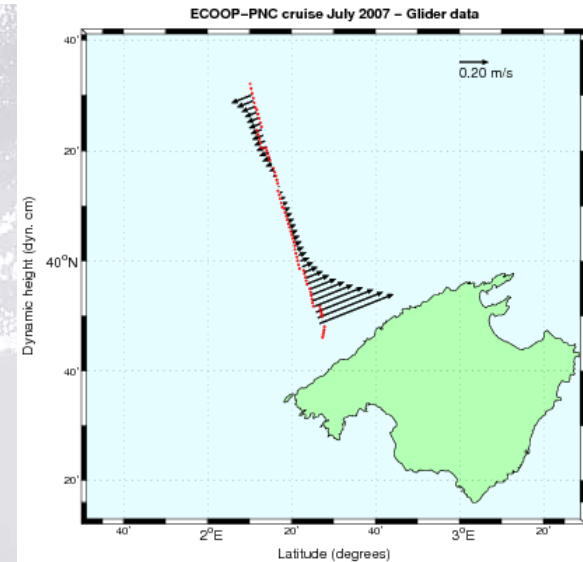 ECOOP-PNC cruise July 2007 - Glider data
40'
0.20 m/s
20'
40°N
Dynamic height (dyn. cm)
40'
20'
40' 2°E 20' 40' 3°E 20'
Latitude (degrees)